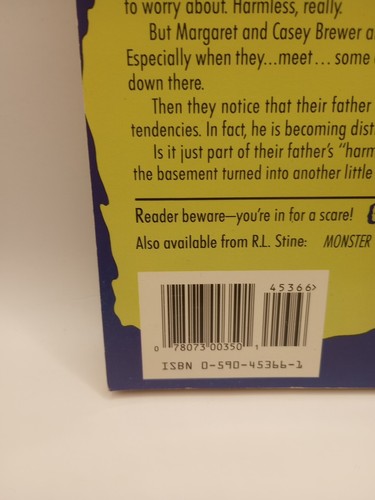 to worry about. Harmless, really.
But Margaret and Casey Brewer a
Especially when they...meet... some
down there.
Then they notice that their father
tendencies. In fact, he is becoming dist
Is it just part of their father's "harm
the basement turned into another little
Reader beware—you're in for a scare!
Also available from R.L. Stine: MONSTER
45366>
0 78073 00350 1
ISBN 0-590-45366-1